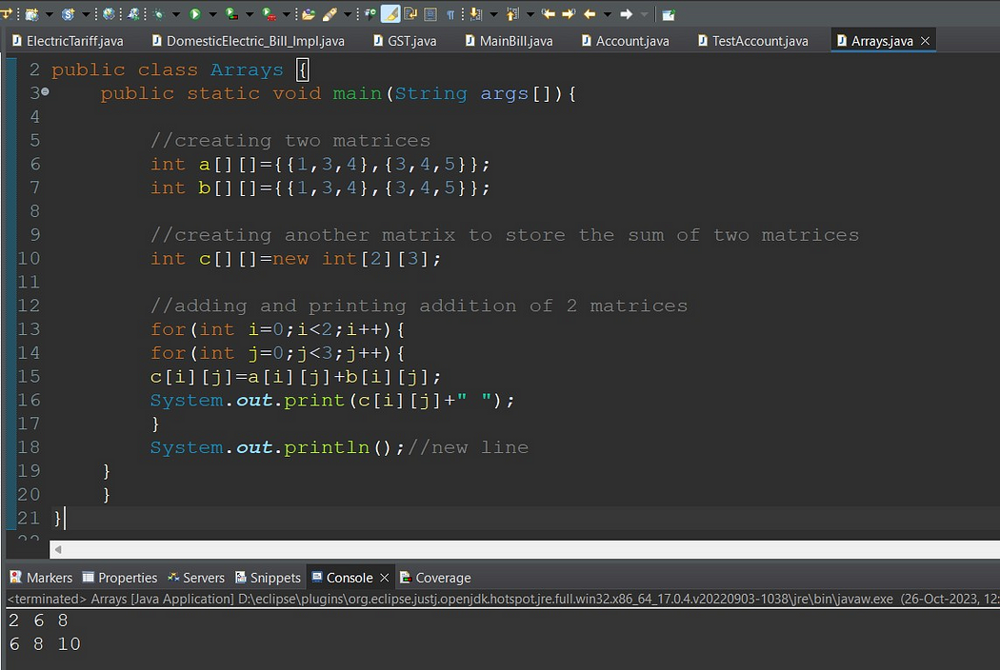 ElectricTariff.java DomesticElectric_Bill_Impl.java GST.java MainBill.java Account.java TestAccount.java Arrays.java
2 public class Arrays {
3 public static void main(String args[]){
4
5 //creating two matrices
6 int a[][]={{1,3,4},{3,4,5}};
7 int b[][]={{1,3,4},{3,4,5}};
8
9 //creating another matrix to store the sum of two matrices
10 int c[][]=new int[2][3];
11
12 //adding and printing addition of 2 matrices
13 for(int i=0;i<2;i++){
14 for(int j=0;j<3;j++){
15 c[i][j]=a[i][j]+b[i][j];
16 System.out.print(c[i][j]+" ");
17 }
18 System.out.println();//new line
19 }
20 }
21 }
22
Markers Properties Servers Snippets Console Coverage
<terminated> Arrays [Java Application] D:\eclipse\plugins\org.eclipse.justj.openjdk.hotspot.jre.full.win32.x86_64_17.0.4.v20220903-1038\jre\bin\javaw.exe (26-Oct-2023, 12:
2 6 8
6 8 10